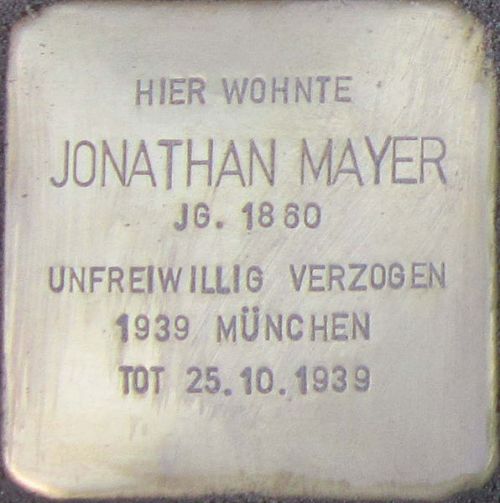 HIER WOHNTE
JONATHAN MAYER
JG. 1860
UNFREIWILLIG VERZOGEN
1939 MÜNCHEN
TOT 25.10.1939